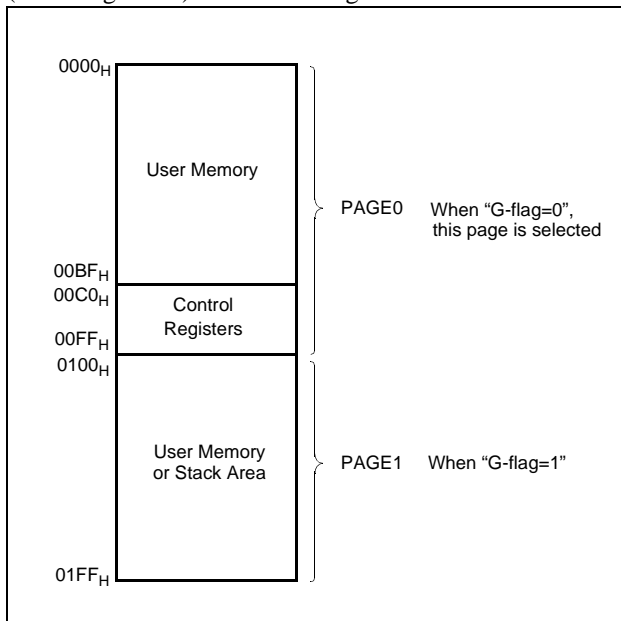 0000H
User Memory
PAGE0 When “G-flag=0”,
this page is selected
00BFH
00C0H
Control
Registers
00FFH
0100H
User Memory
or Stack Area
PAGE1 When “G-flag=1”
01FFH